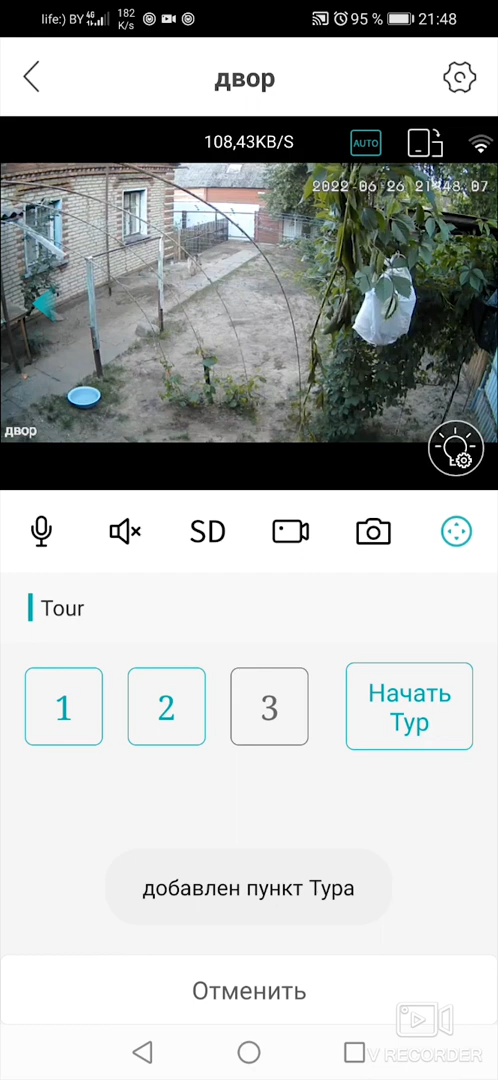 life:) BY 4G 182 K/s 95 % 21:48
двор
108,43KB/S AUTO
2022-06-26 21:48:07
двор
SD
Tour
1 2 3 Начать Тур
добавлен пункт Тура
Отменить
V RECORDER